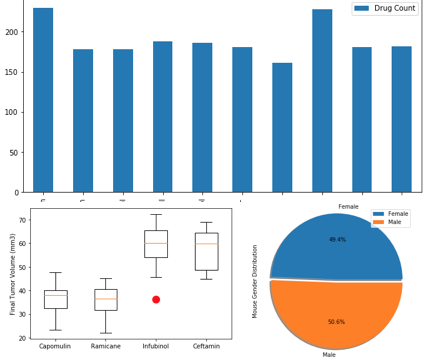 Drug Count
200
150
100
50
0
Final Tumor Volume (mm3)
70
60
50
40
30
20
Capomulin Ramicane Infubinol Ceftamin
Mouse Gender Distribution
Female
Female
Male
49.4%
50.6%
Male